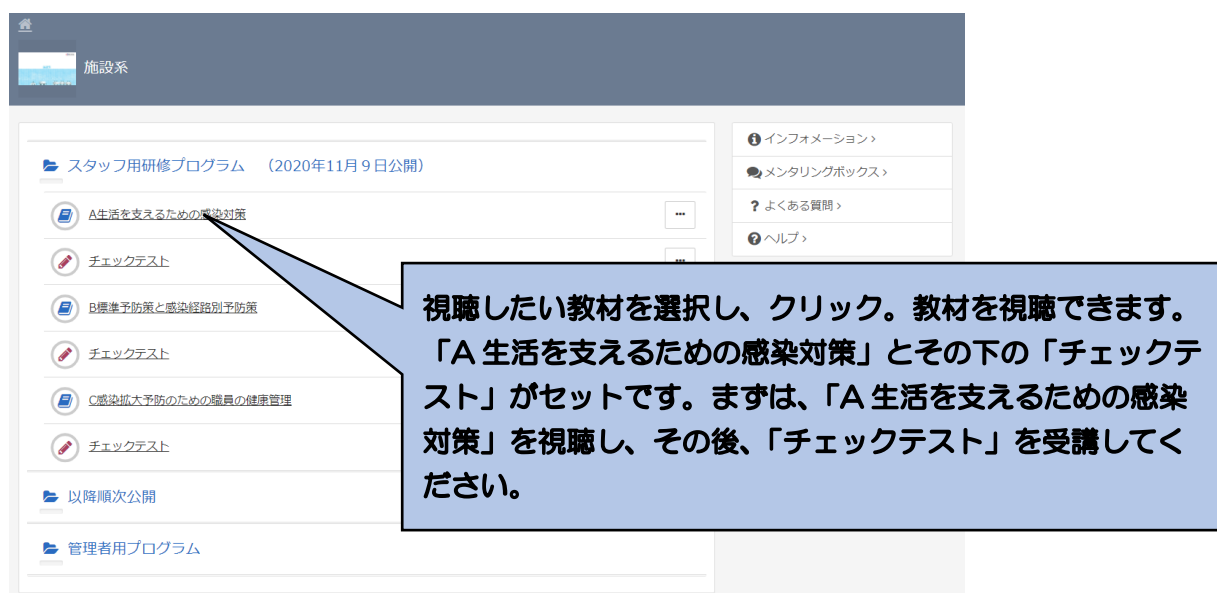 施設系
スタッフ用研修プログラム （2020年11月９日公開）
A生活を支えるための感染対策
チェックテスト
B標準予防策と感染経路別予防策
チェックテスト
C感染拡大予防のための職員の健康管理
チェックテスト
以降順次公開
管理者用プログラム
インフォメーション
メンタリングボックス
よくある質問
ヘルプ
視聴したい教材を選択し、クリック。教材を視聴できます。
「A 生活を支えるための感染対策」とその下の「チェックテ
スト」がセットです。まずは、「A 生活を支えるための感染
対策」を視聴し、その後、「チェックテスト」を受講してく
ださい。